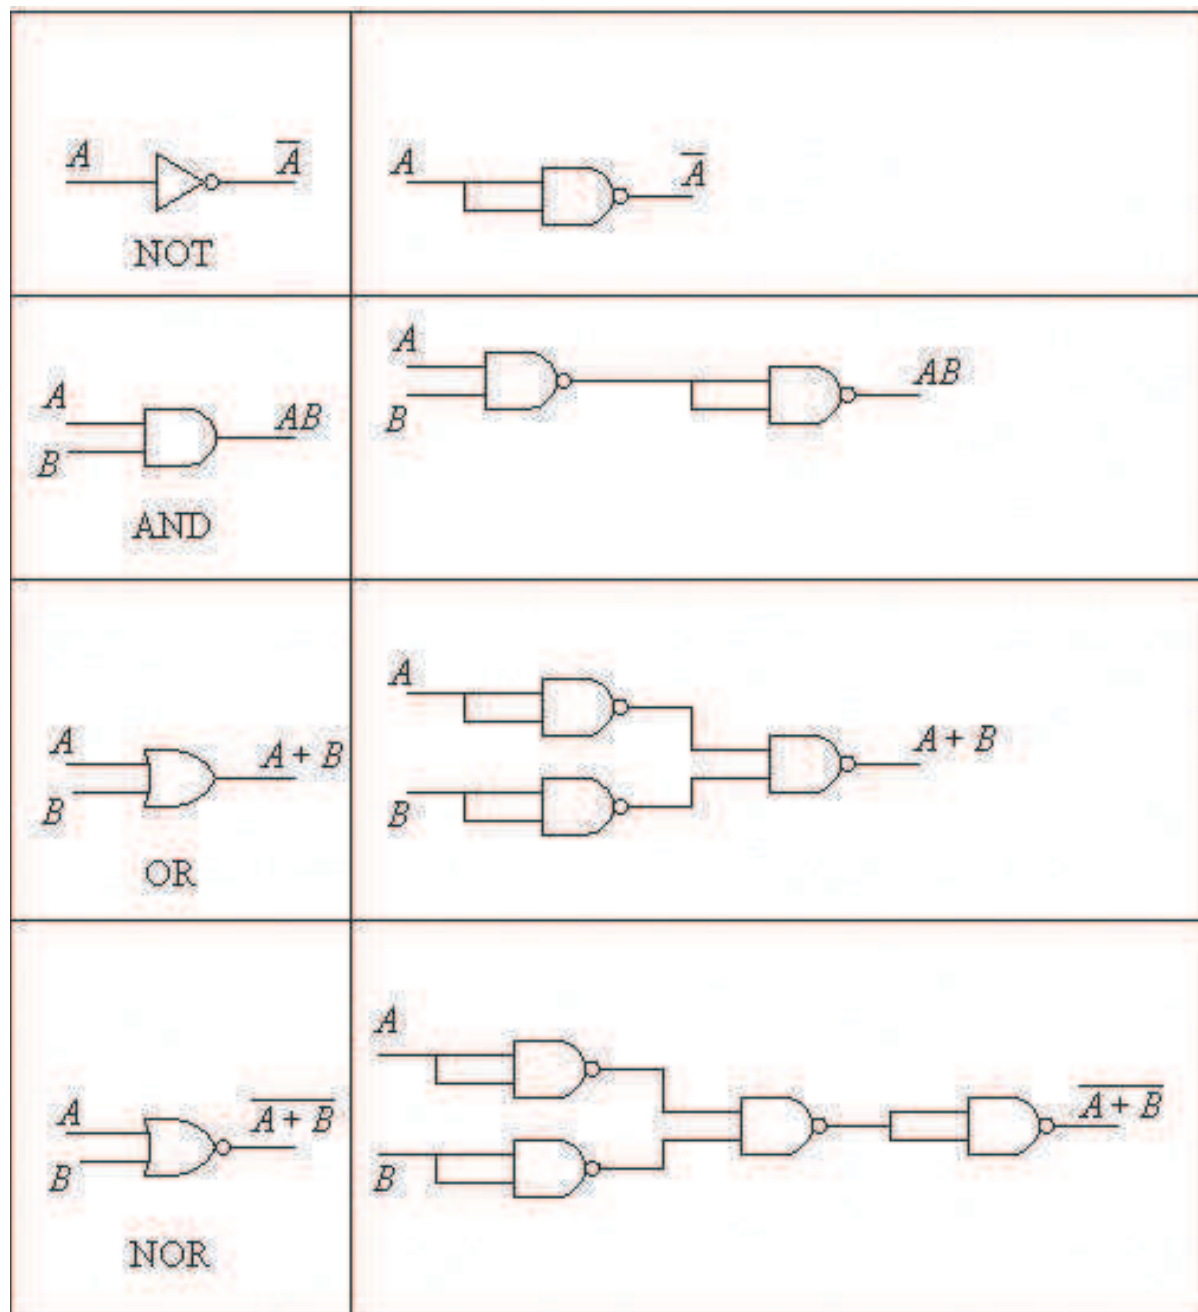 A A̅ A A̅
NOT
A B AB A B AB
AND
A B A + B A B A + B
OR
A B A̅ ̅+̅ ̅B̅ A B A̅ ̅+̅ ̅B̅
NOR